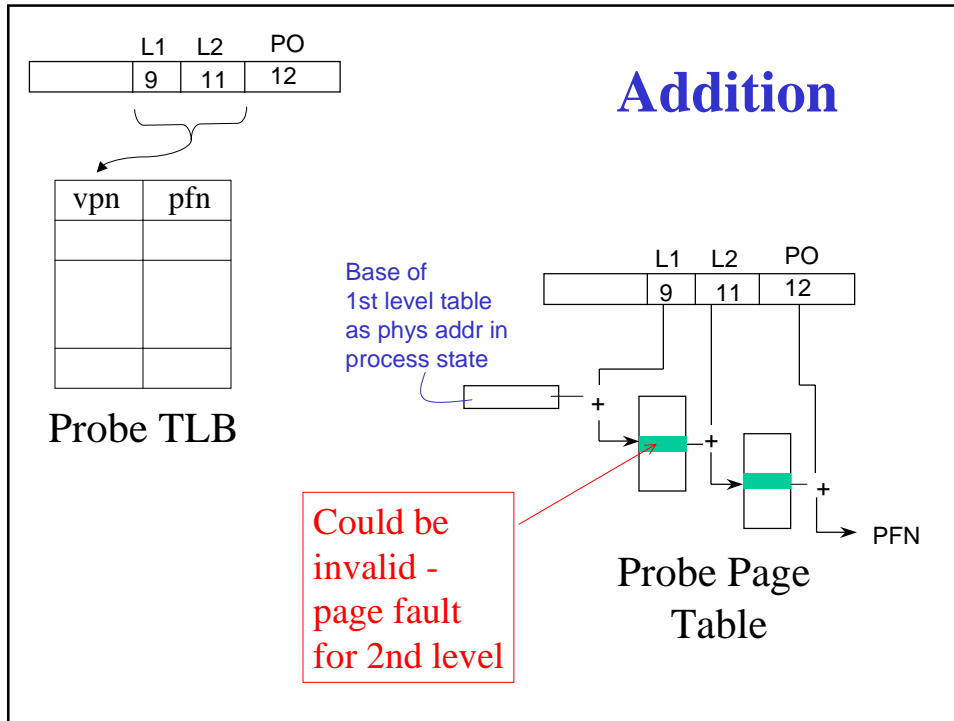 L1 L2 PO
9 11 12
Addition
vpn pfn
Probe TLB
Base of
1st level table
as phys addr in
process state
L1 L2 PO
9 11 12
+
+
+
PFN
Could be
invalid -
page fault
for 2nd level
Probe Page
Table